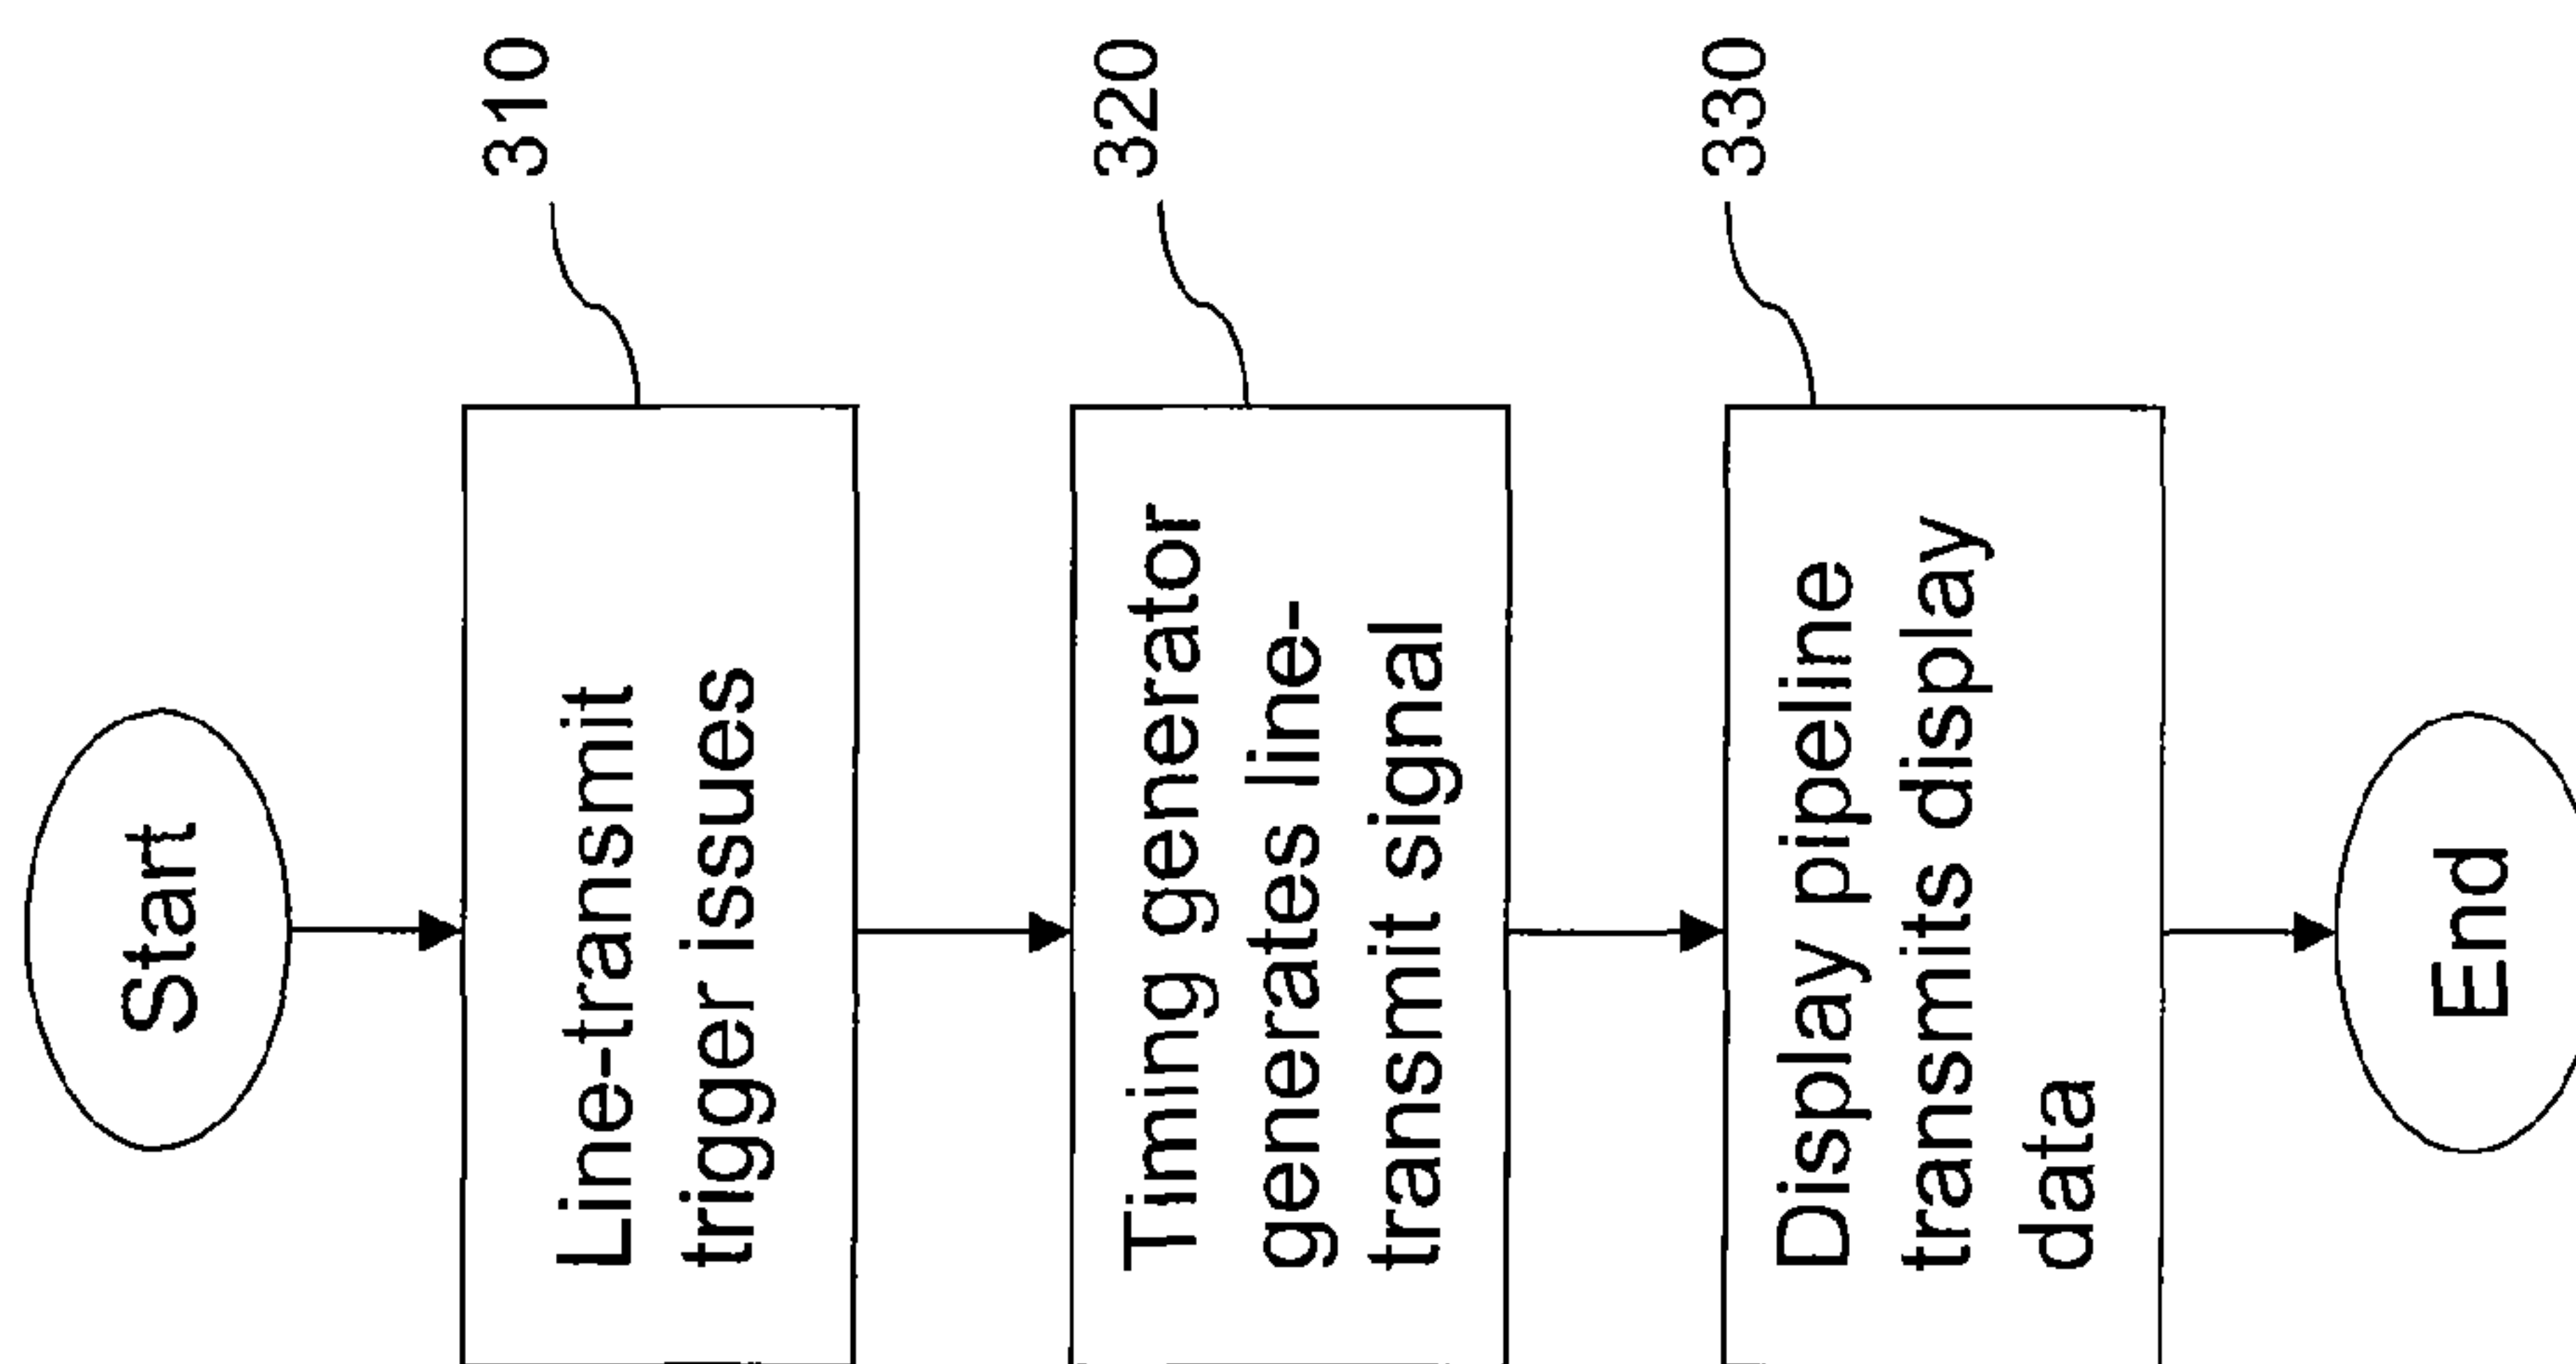 Start
310
Line-transmit
trigger issues
320
Timing generator
generates line-
transmit signal
330
Display pipeline
transmits display
data
End